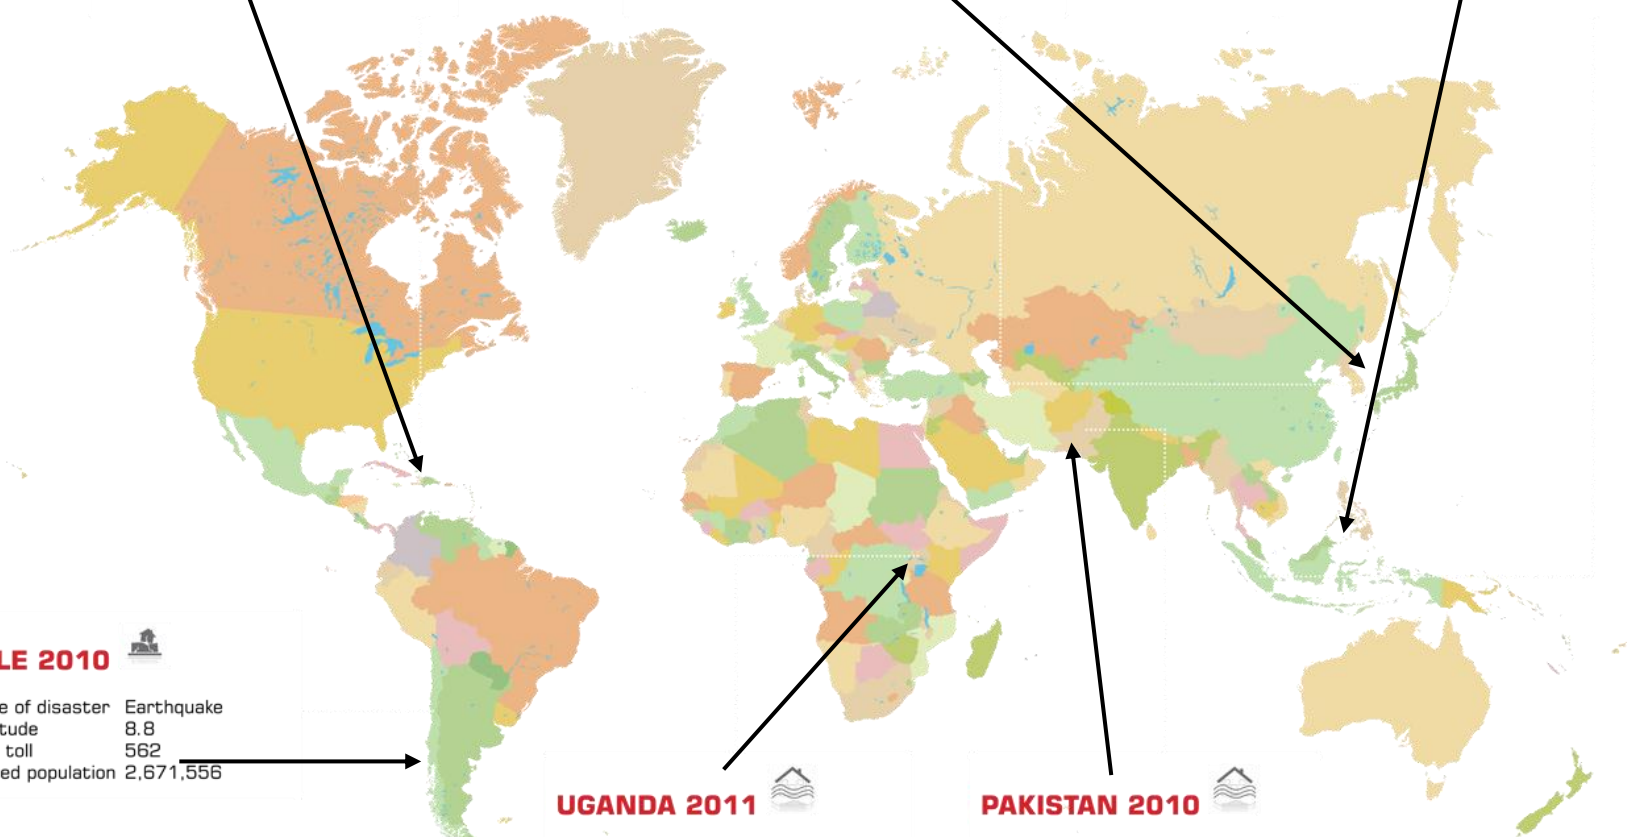 LE 2010
e of disaster Earthquake
tude 8.8
toll 562
ed population 2,671,556
UGANDA 2011
PAKISTAN 2010